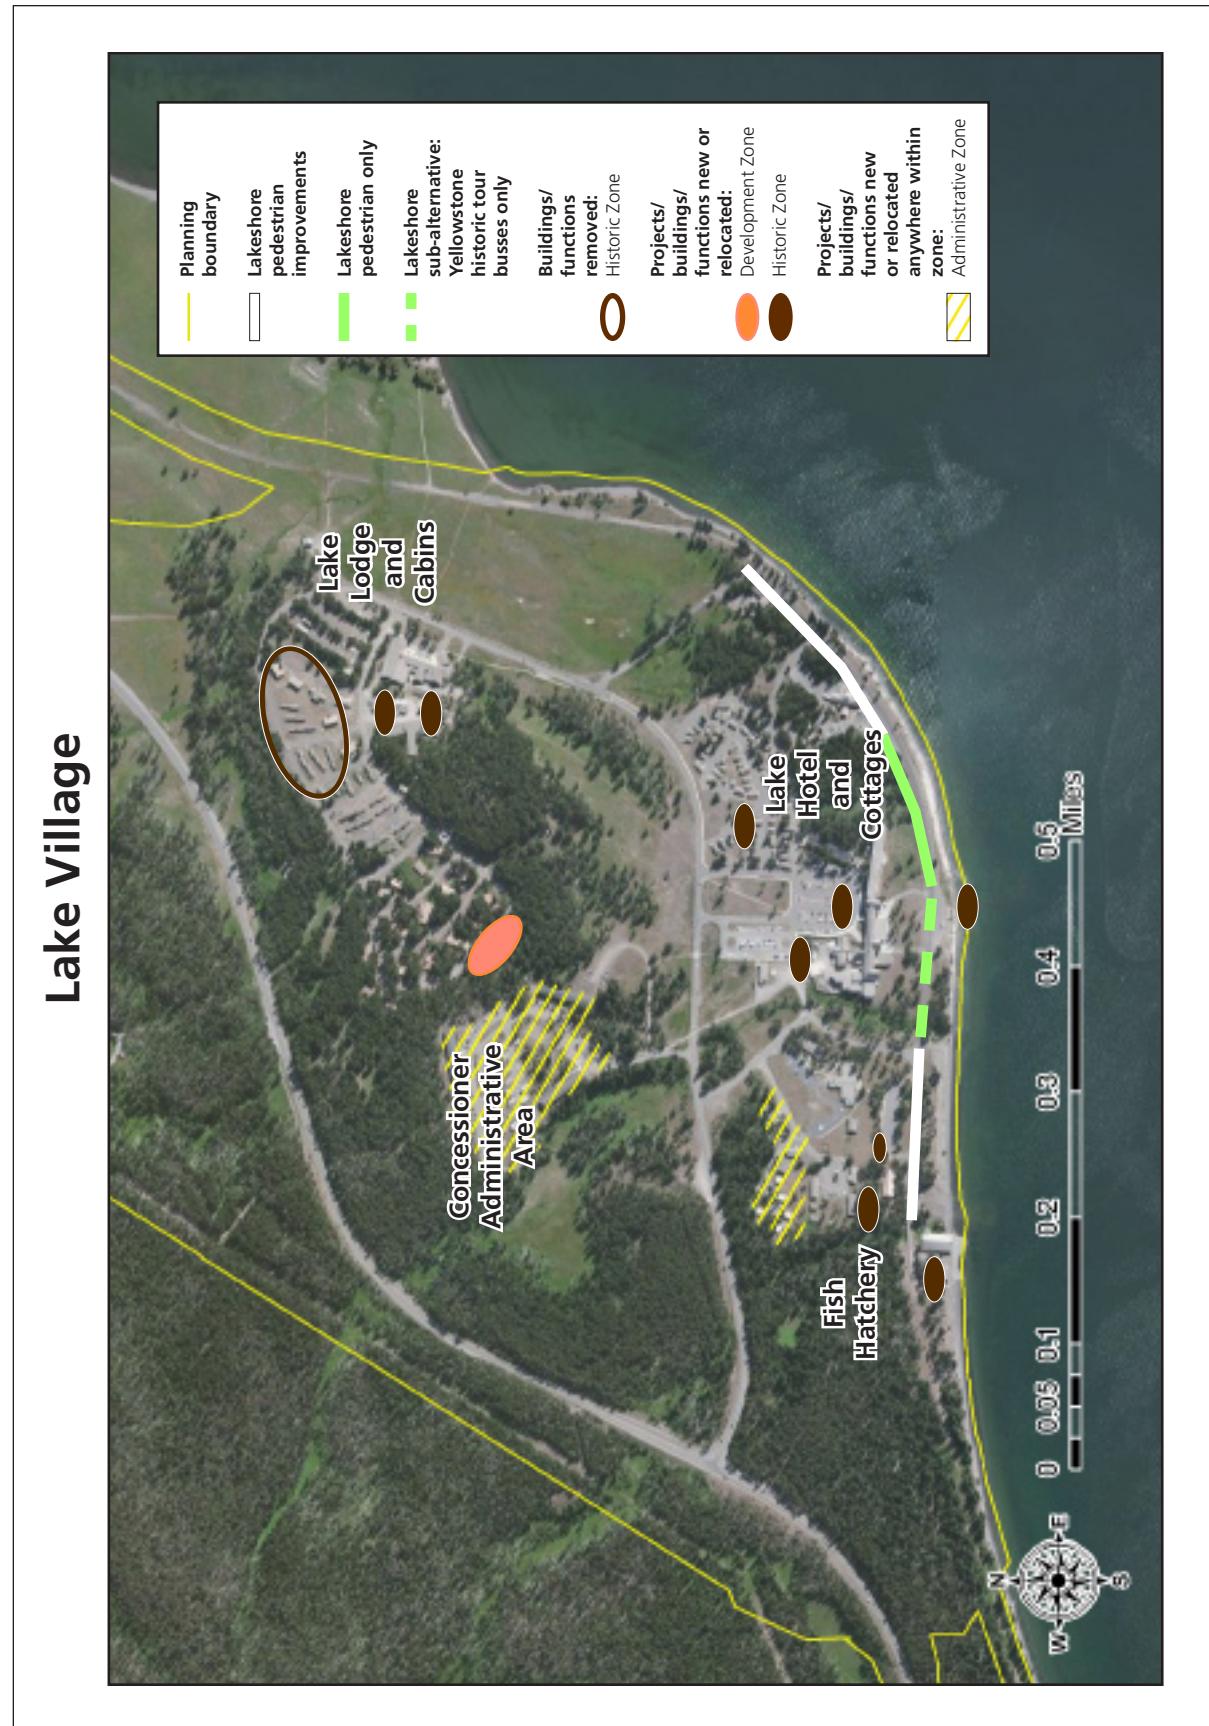 Lake Village
Planning
boundary
Lakeshore
pedestrian
improvements
Lakeshore
pedestrian only
Lakeshore
sub-alternative:
Yellowstone
historic tour
busses only
Buildings/
functions
removed:
Historic Zone
Projects/
buildings/
functions new or
relocated:
Development Zone
Historic Zone
Projects/
buildings/
functions new
or relocated
anywhere within
zone:
Administrative Zone
Lake
Lodge
and
Cabins
Lake
Hotel
and
Cottages
Concessioner
Administrative
Area
Fish
Hatchery
0 0.05 0.1 0.2 0.3 0.4 0.5
Miles
N
W E
S